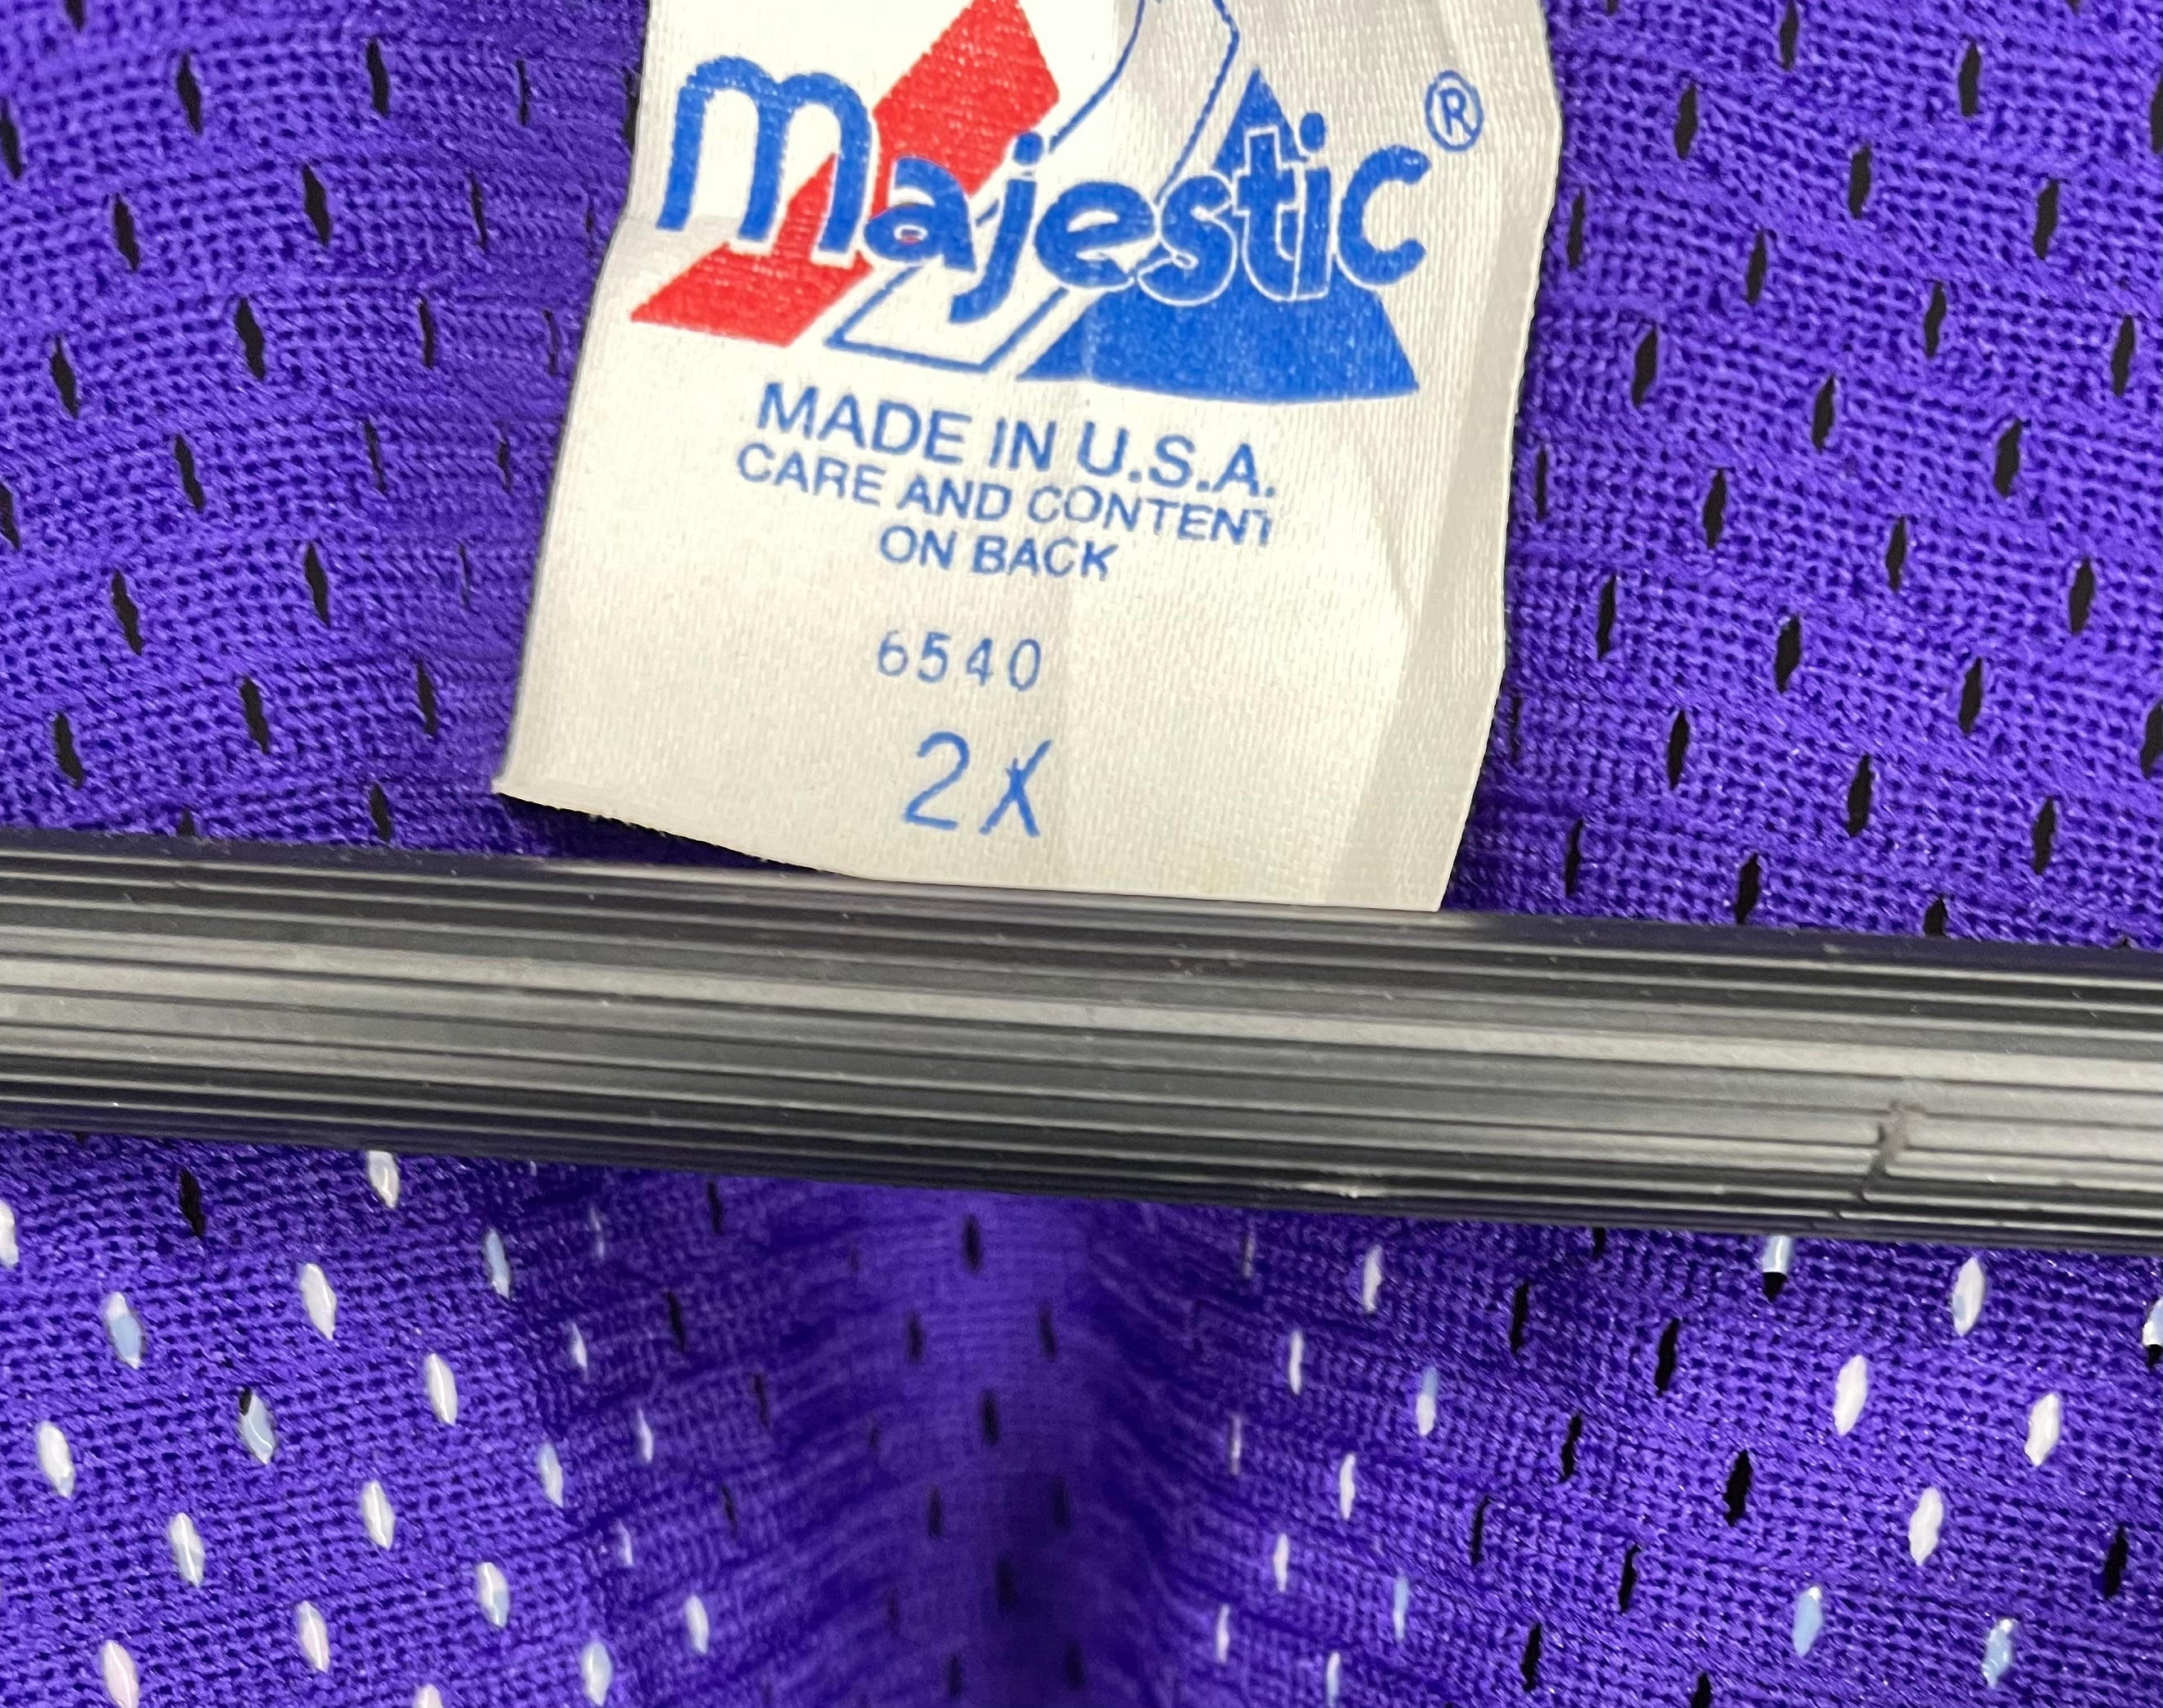 majestic®
MADE IN U.S.A.
CARE AND CONTENT
ON BACK
6540
2X